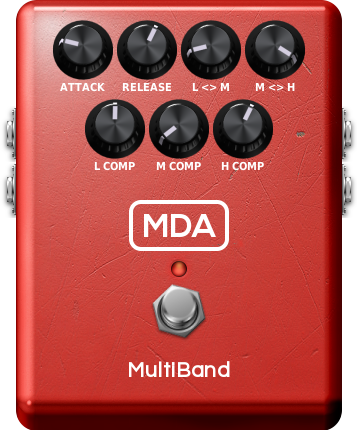 ATTACK RELEASE L <> M M <> H
L COMP M COMP H COMP
MDA
MultIBand